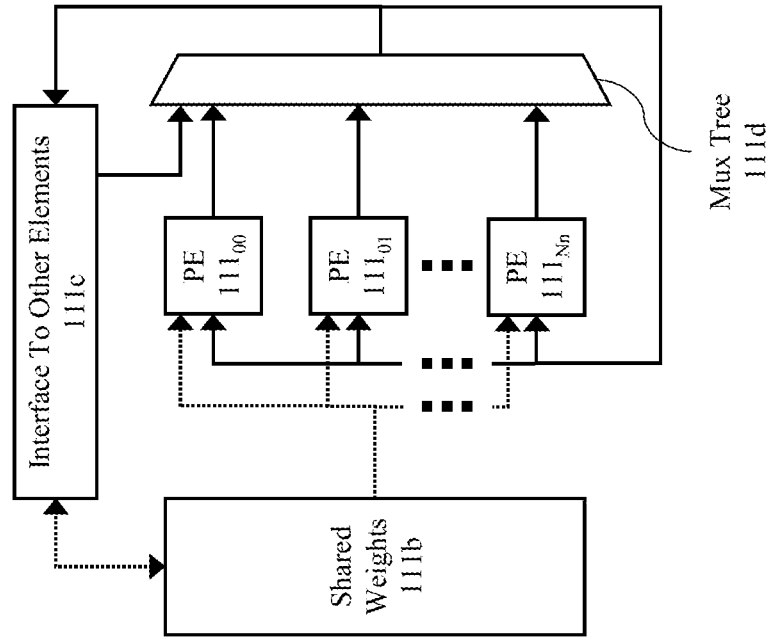 Interface To Other Elements
111c
PE
111₀₀
PE
111₀₁
PE
111Nn
Mux Tree
111d
Shared
Weights
111b